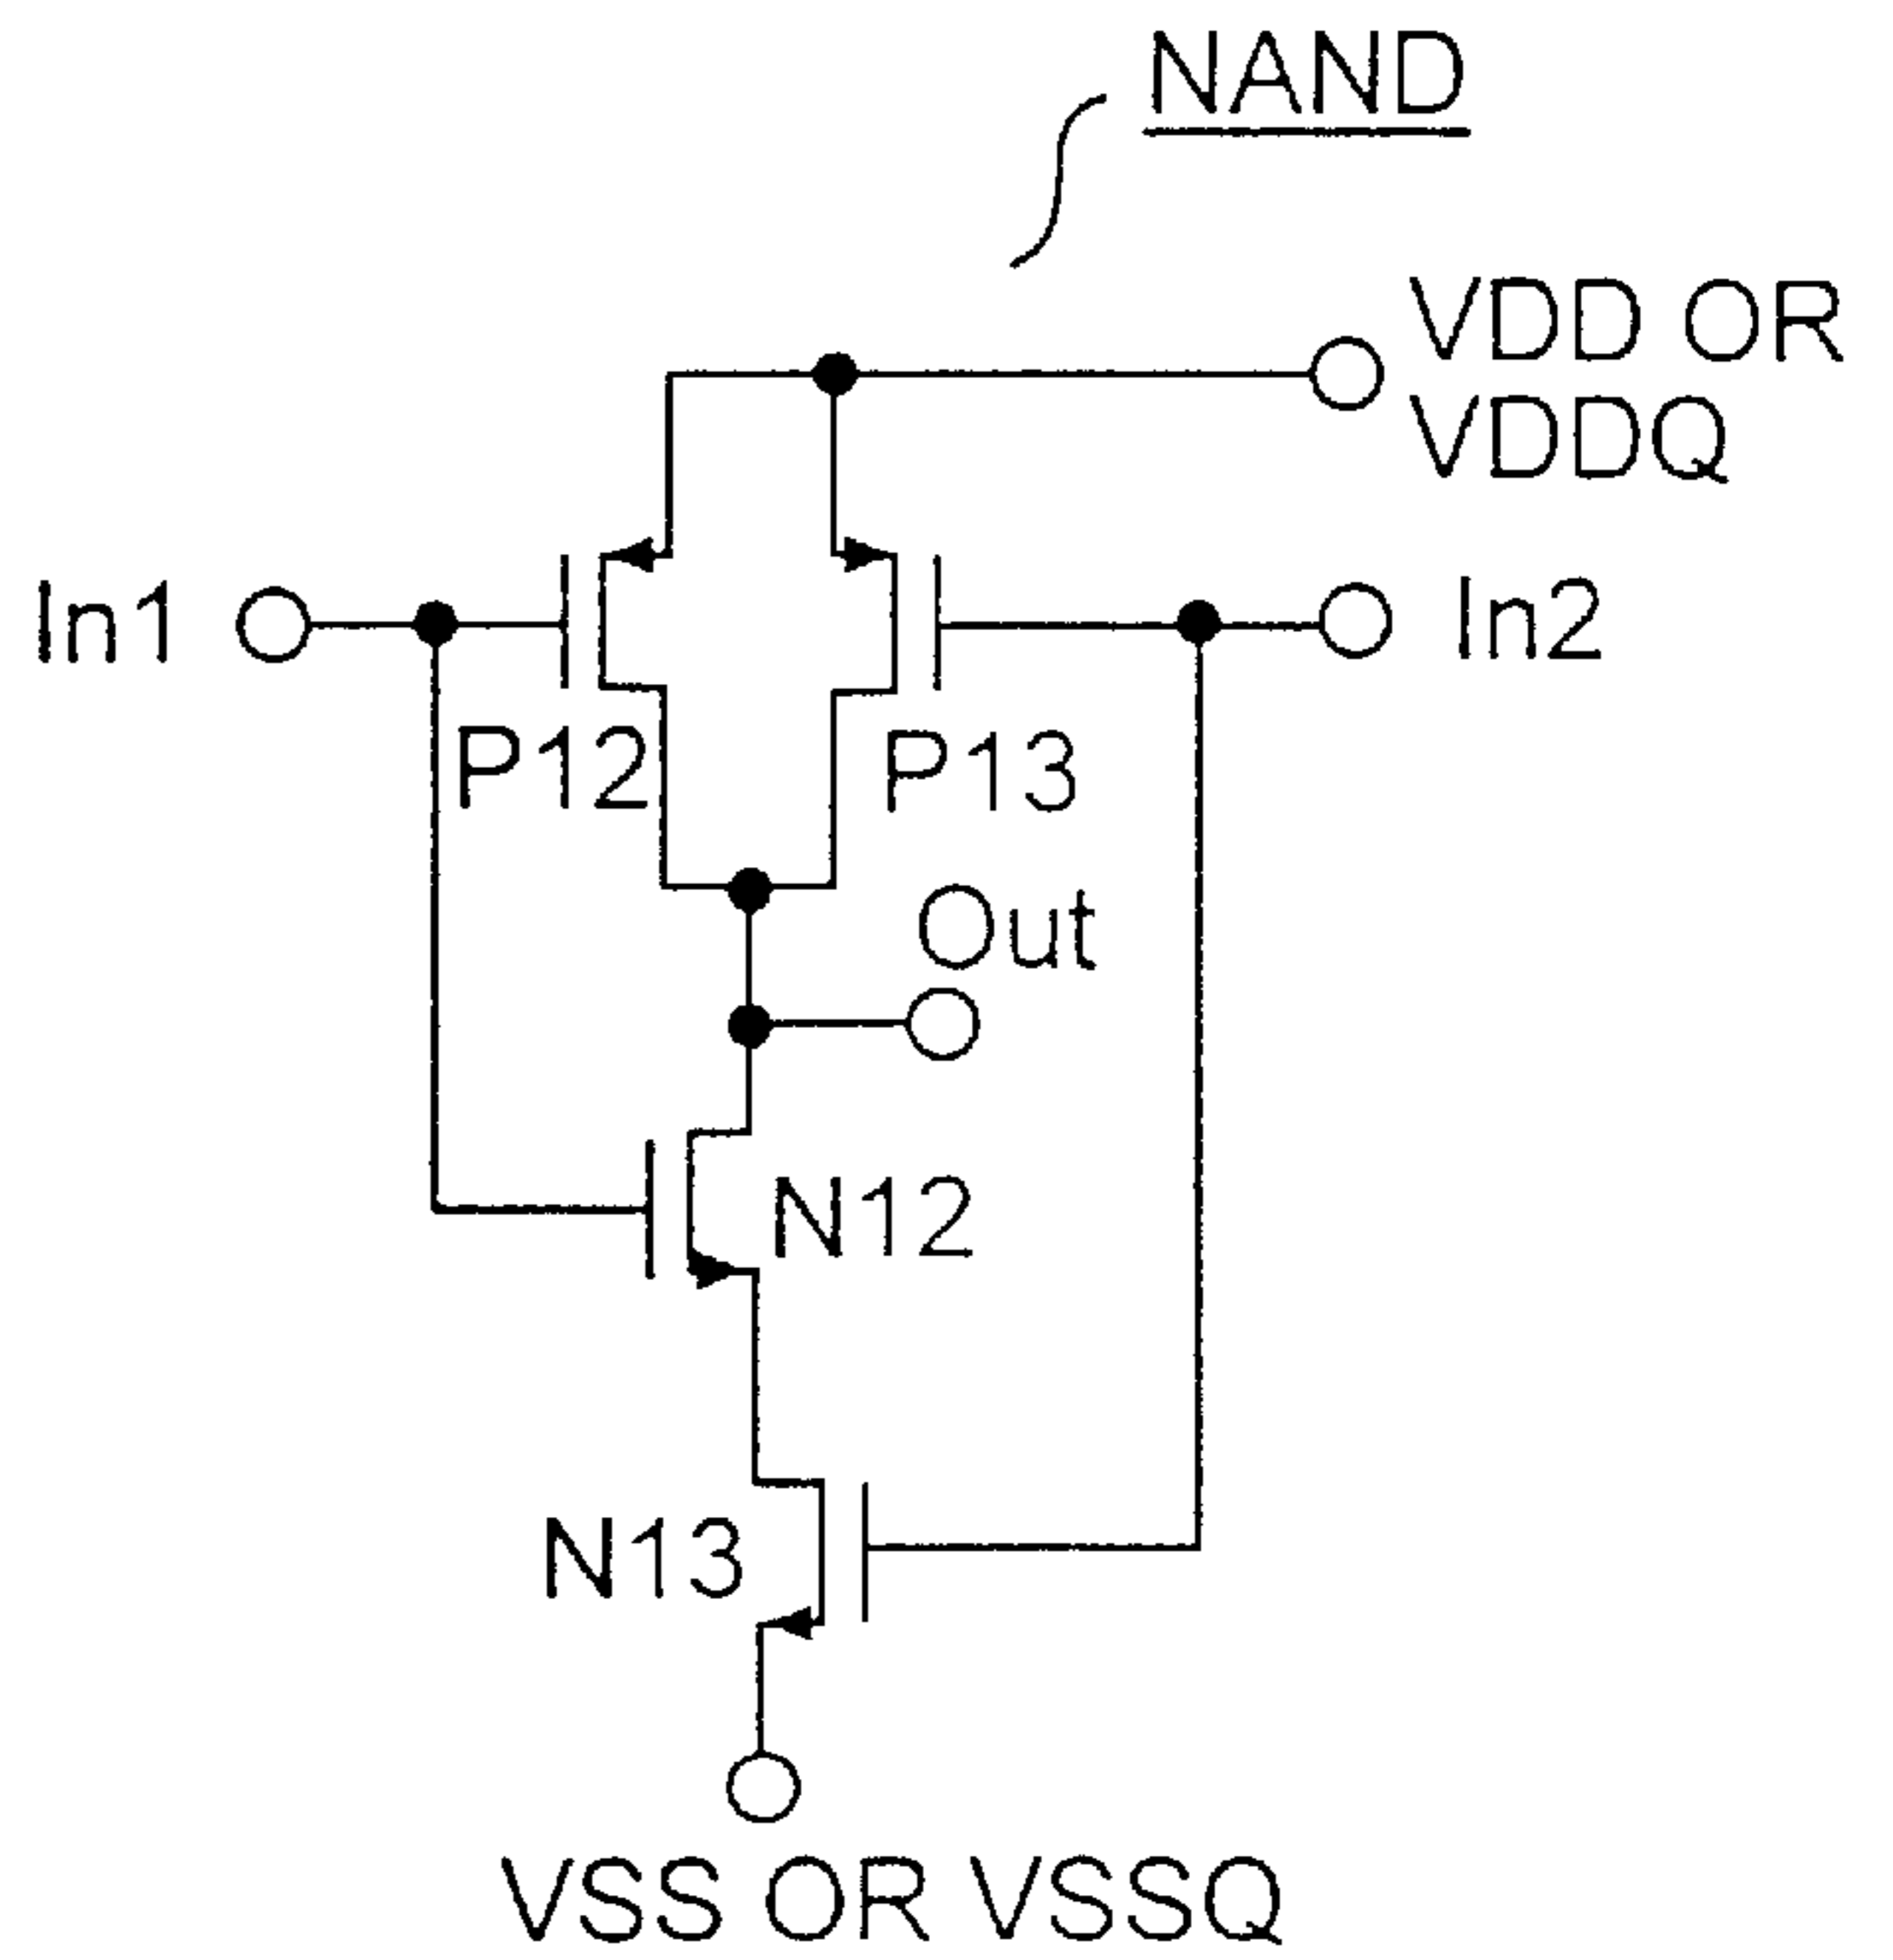 NAND
VDD OR
VDDQ
In1
In2
P12
P13
Out
N12
N13
VSS OR VSSQ